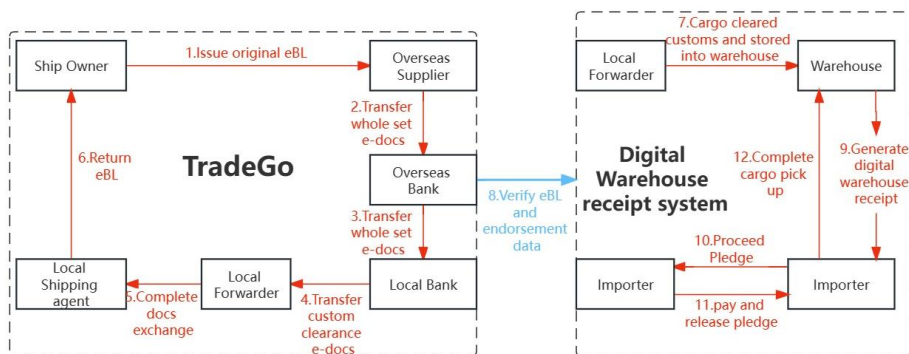 1.Issue original eBL
Ship Owner
Overseas
Supplier
2.Transfer
whole set
e-docs
6.Return
eBL
TradeGo
Overseas
Bank
3.Transfer
whole set
e-docs
Local
Shipping
agent
5.Complete
docs
exchange
Local
Forwarder
4.Transfer
custom
clearance
e-docs
Local Bank
8.Verify eBL
and
endorsement
data
7.Cargo cleared
customs and stored
into warehouse
Local
Forwarder
Warehouse
Digital
Warehouse
receipt system
12.Complete
cargo pick
up
9.Generate
digital
warehouse
receipt
10.Proceed
Pledge
Importer
11.pay and
release pledge
Importer